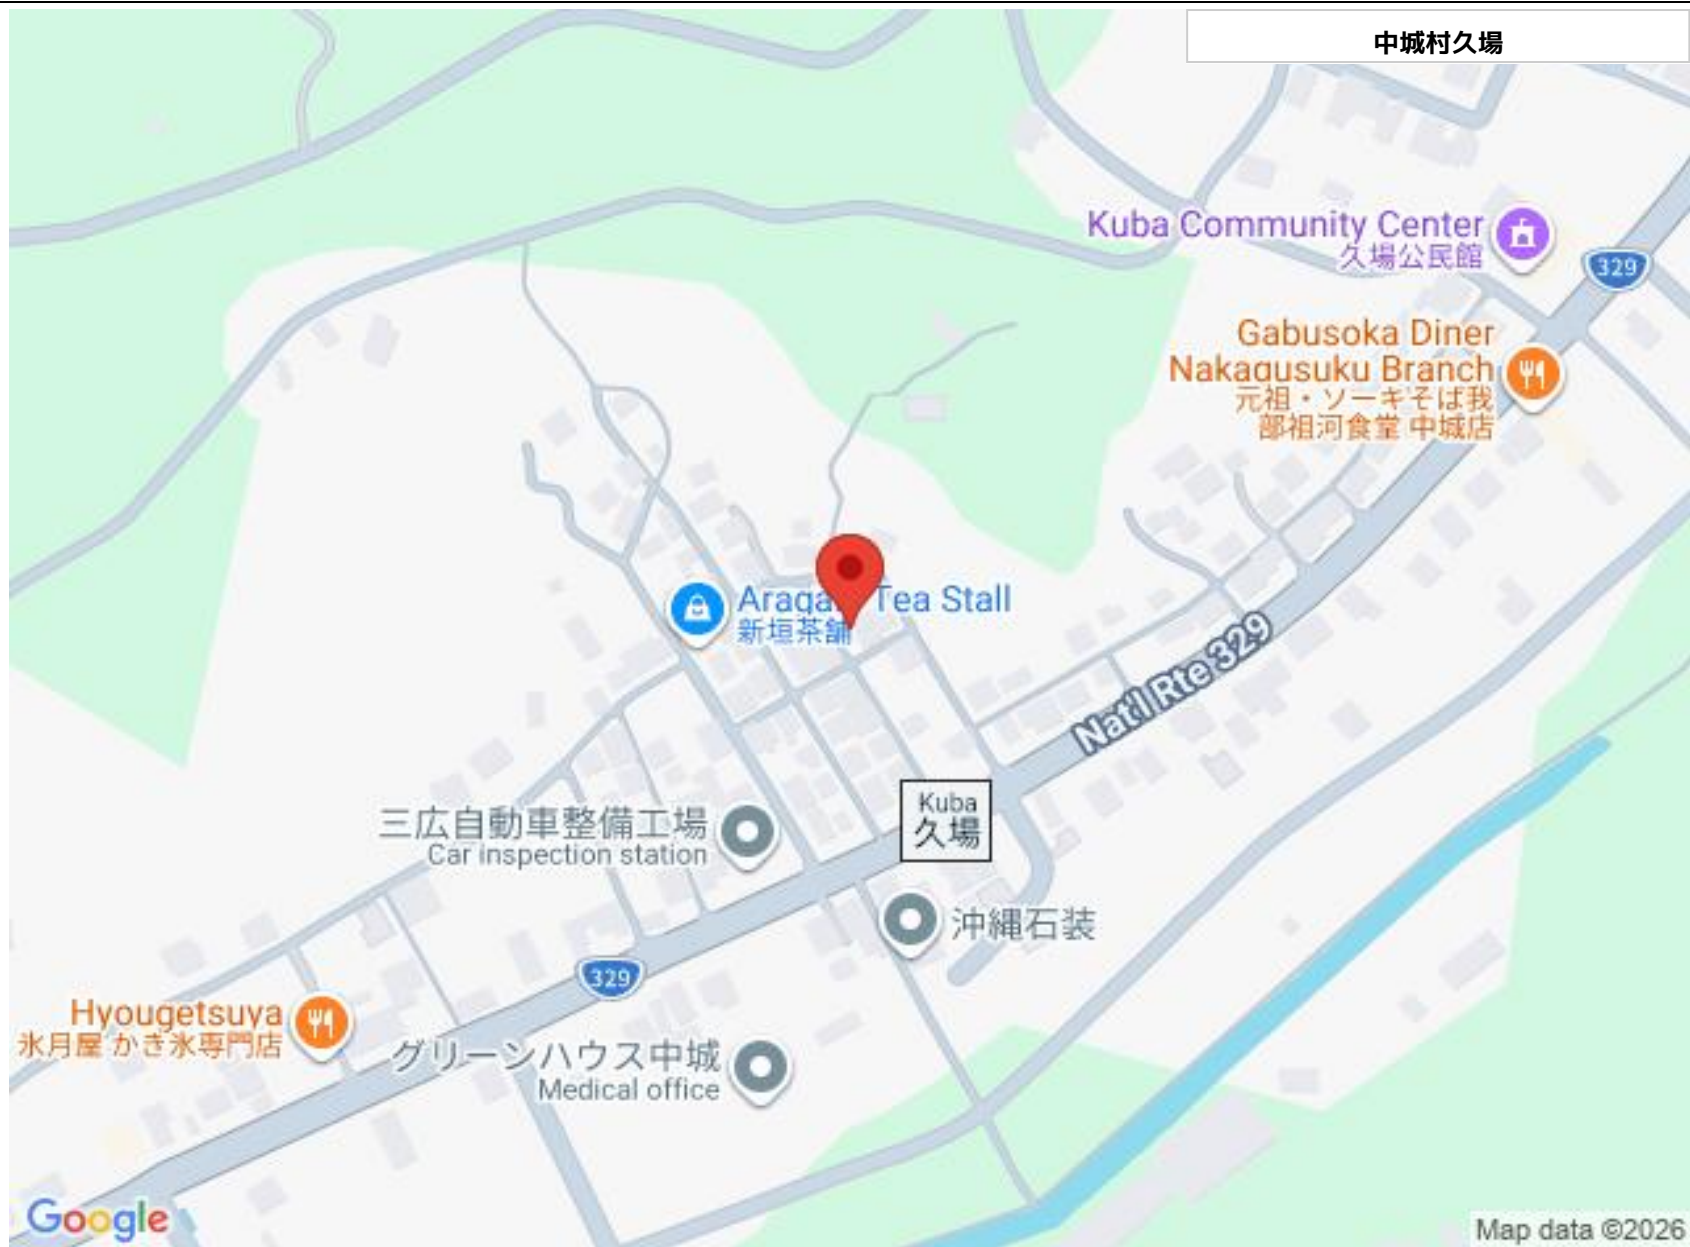 中城村久場
Kuba Community Center
久場公民館
329
Gabusoka Diner
Nakagusuku Branch
元祖・ソーキそば我
部祖河食堂 中城店
Tea Stall
新垣茶舗
Nat'l Rte 329
Kuba
久場
三広自動車整備工場
Car inspection station
沖縄石装
329
Hyougetsuya
氷月屋 かき氷専門店
グリーンハウス中城
Medical office
Google
Map data ©2026